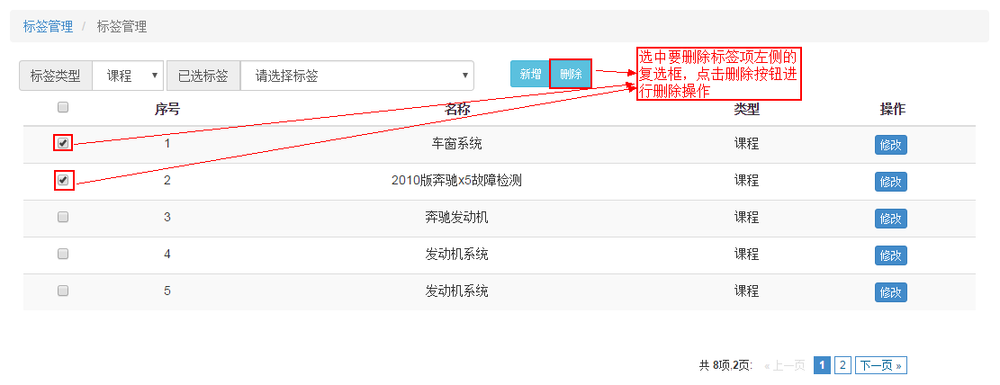 标签管理 / 标签管理
标签类型 课程 已选标签 请选择标签 新增 删除
选中要删除标签项左侧的
复选框，点击删除按钮进
行删除操作
序号 名称 类型 操作
1 车窗系统 课程 修改
2 2010版奔驰x5故障检测 课程 修改
3 奔驰发动机 课程 修改
4 发动机系统 课程 修改
5 发动机系统 课程 修改
共 8项,2页: « 上一页 1 2 下一页 »